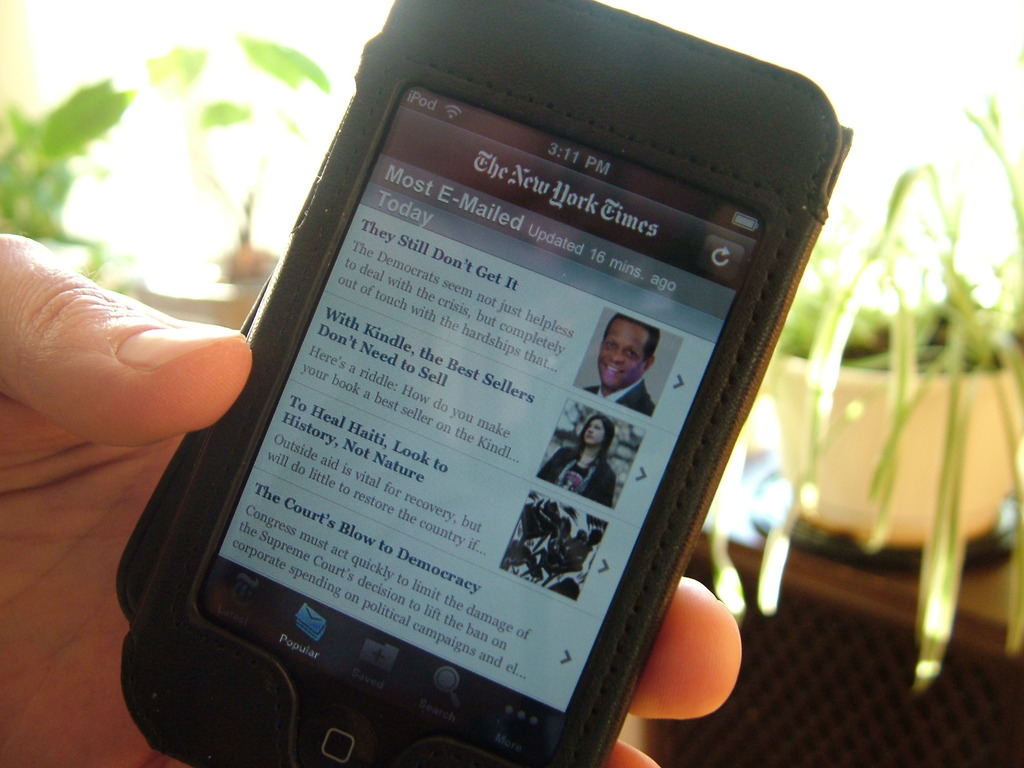 iPod
3:11 PM
The New York Times
Most E-Mailed Updated 16 mins. ago
Today
They Still Don't Get It
The Democrats seem not just helpless
to deal with the crisis, but completely
out of touch with the hardships that...
With Kindle, the Best Sellers
Don't Need to Sell
Here's a riddle: How do you make
your book a best seller on the Kindl...
To Heal Haiti, Look to
History, Not Nature
Outside aid is vital for recovery, but
will do little to restore the country if...
The Court's Blow to Democracy
Congress must act quickly to limit the damage of
the Supreme Court's decision to lift the ban on
corporate spending on political campaigns and el...
Latest
Popular
Saved
Search
More